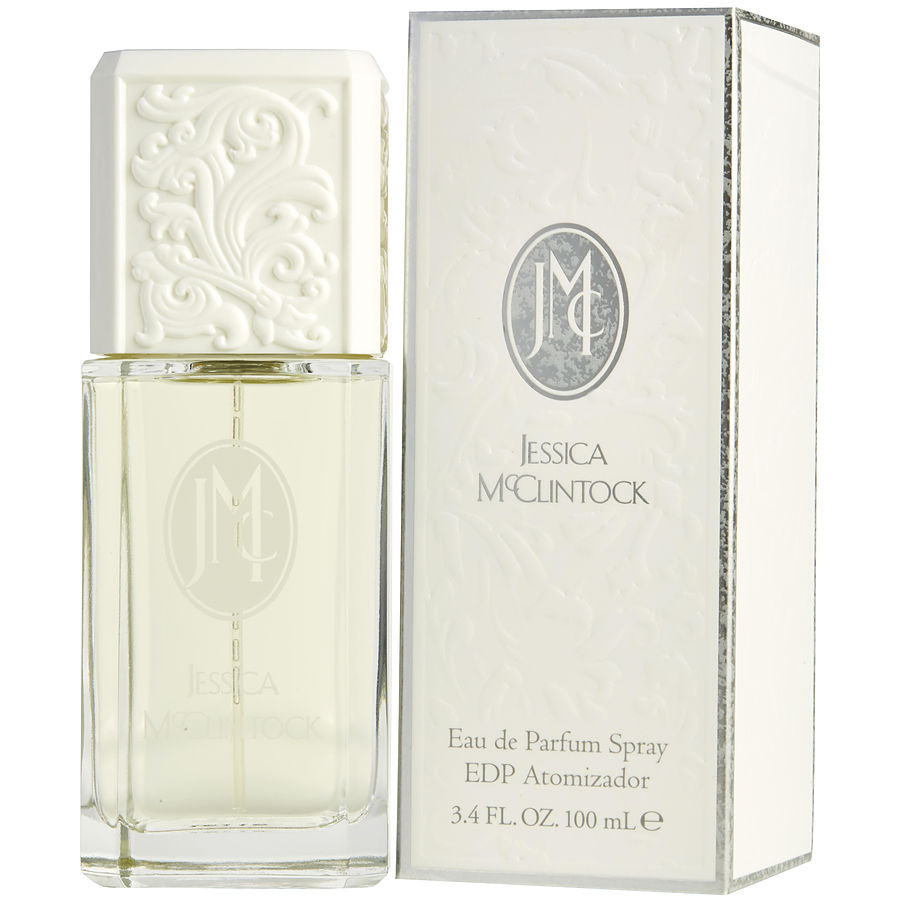 JMC
JESSICA
McCLINTOCK
JMC
JESSICA
McCLINTOCK
Eau de Parfum Spray
EDP Atomizador
3.4 FL. OZ. 100 mL ℮